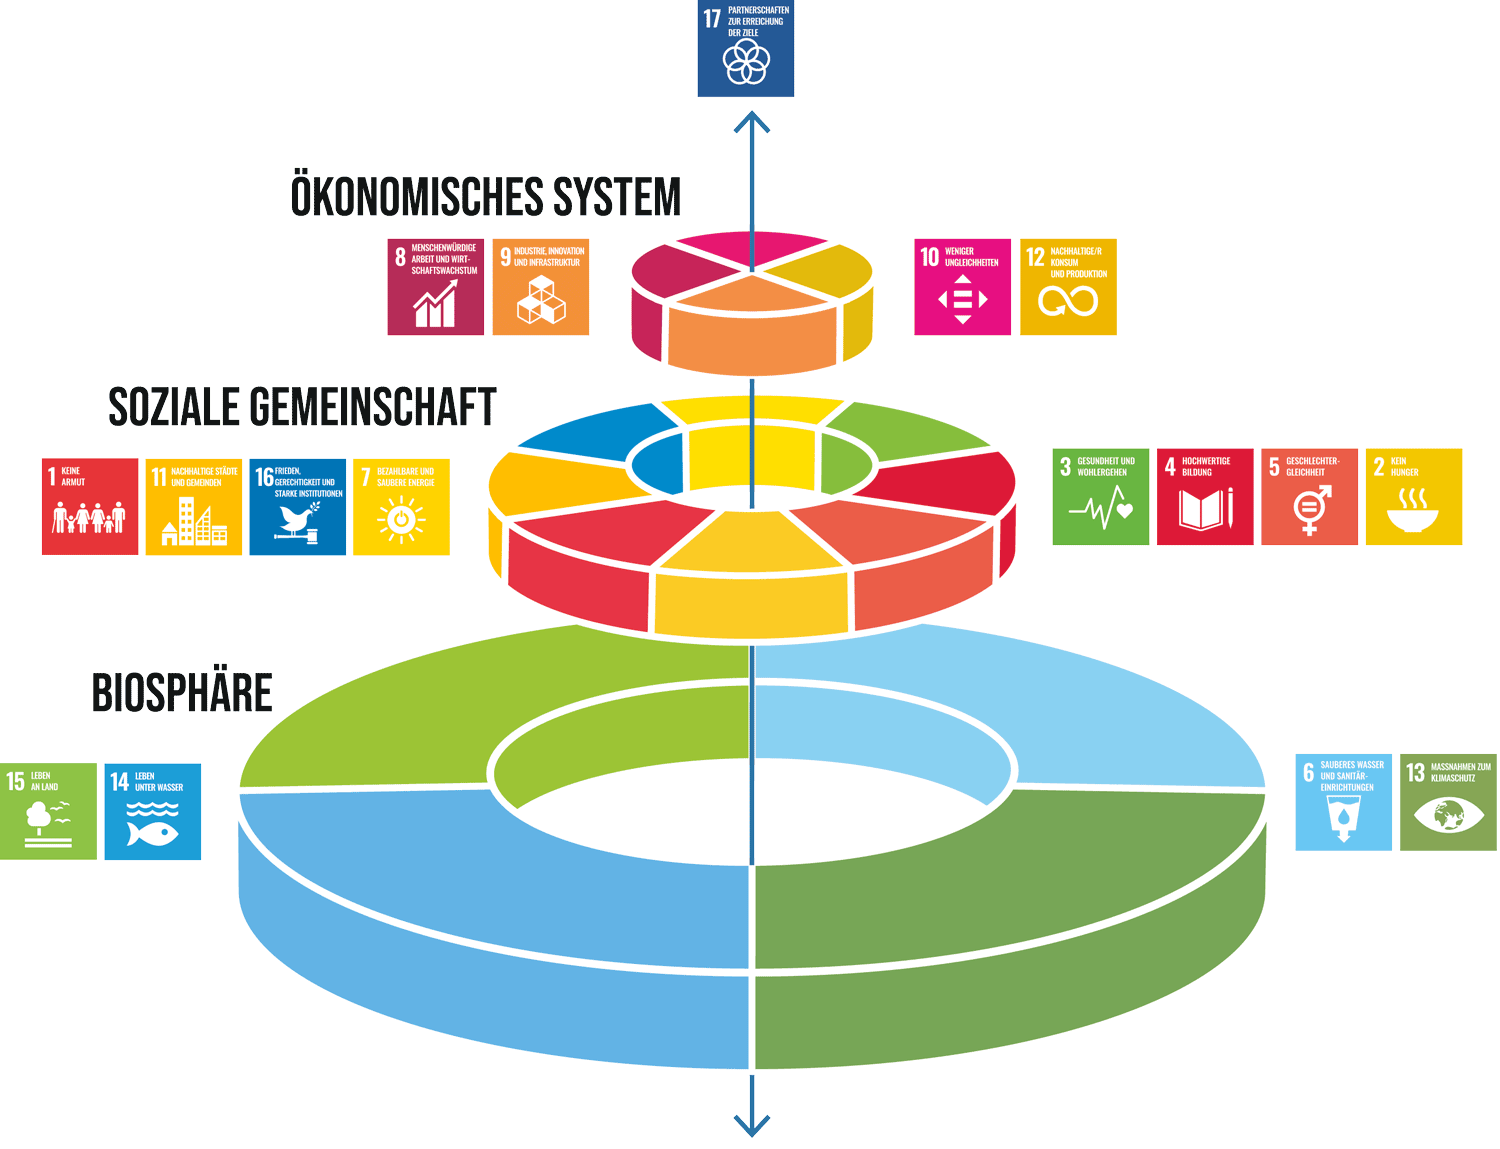 17 PARTNERSCHAFTEN
ZUR ERREICHUNG
DER ZIELE
ÖKONOMISCHES SYSTEM
8 MENSCHENWÜRDIGE
ARBEIT UND WIRT-
SCHAFTSWACHSTUM
9 INDUSTRIE, INNOVATION
UND INFRASTRUKTUR
10 WENIGER
UNGLEICHHEITEN
12 NACHHALTIGE/R
KONSUM
UND PRODUKTION
SOZIALE GEMEINSCHAFT
1 KEINE
ARMUT
11 NACHHALTIGE STÄDTE
UND GEMEINDEN
16 FRIEDEN,
GERECHTIGKEIT UND
STARKE INSTITUTIONEN
7 BEZAHLBARE UND
SAUBERE ENERGIE
3 GESUNDHEIT UND
WOHLERGEHEN
4 HOCHWERTIGE
BILDUNG
5 GESCHLECHTER-
GLEICHHEIT
2 KEIN
HUNGER
BIOSPHÄRE
15 LEBEN
AN LAND
14 LEBEN
UNTER WASSER
6 SAUBERES WASSER
UND SANITÄR-
EINRICHTUNGEN
13 MASSNAHMEN ZUM
KLIMASCHUTZ